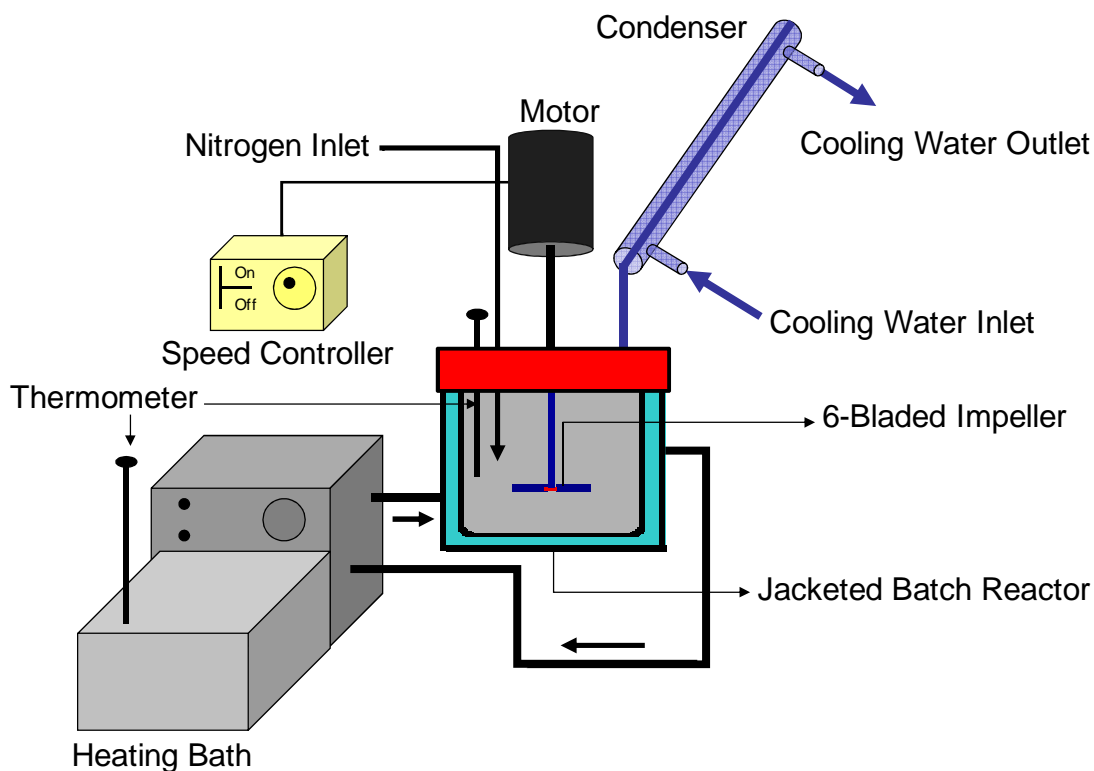 Condenser
Motor
Cooling Water Outlet
Nitrogen Inlet
On
Off
Cooling Water Inlet
Speed Controller
Thermometer
6-Bladed Impeller
Jacketed Batch Reactor
Heating Bath